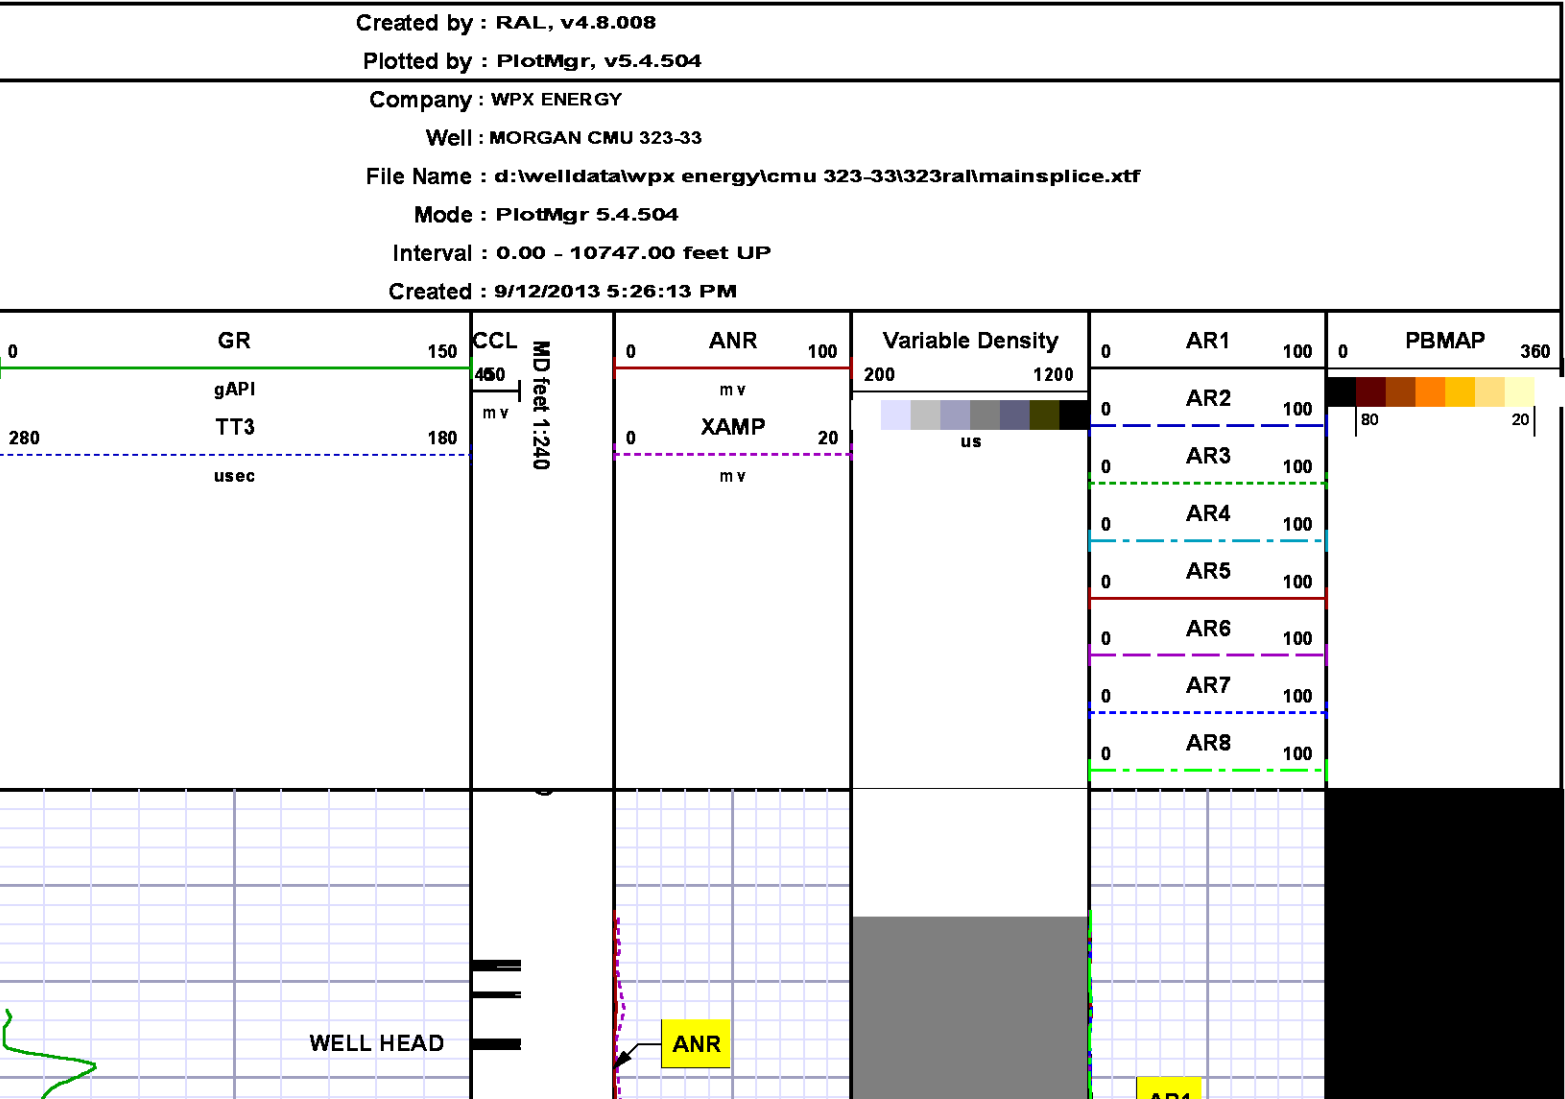 Created by : RAL, v4.8.008
Plotted by : PlotMgr, v5.4.504
Company : WPX ENERGY
Well : MORGAN CMU 323-33
File Name : d:\welldata\wpx energy\cmu 323-33\323ral\mainsplice.xtf
Mode : PlotMgr 5.4.504
Interval : 0.00 - 10747.00 feet UP
Created : 9/12/2013 5:26:13 PM
0 GR 150
gAPI
280 TT3 180
usec
CCL
mv
MD feet 1:240
0 ANR 100
mv
0 XAMP 20
mv
Variable Density
200 1200
us
0 AR1 100
0 AR2 100
0 AR3 100
0 AR4 100
0 AR5 100
0 AR6 100
0 AR7 100
0 AR8 100
0 PBMAP 360
80 20
WELL HEAD
ANR
AR1